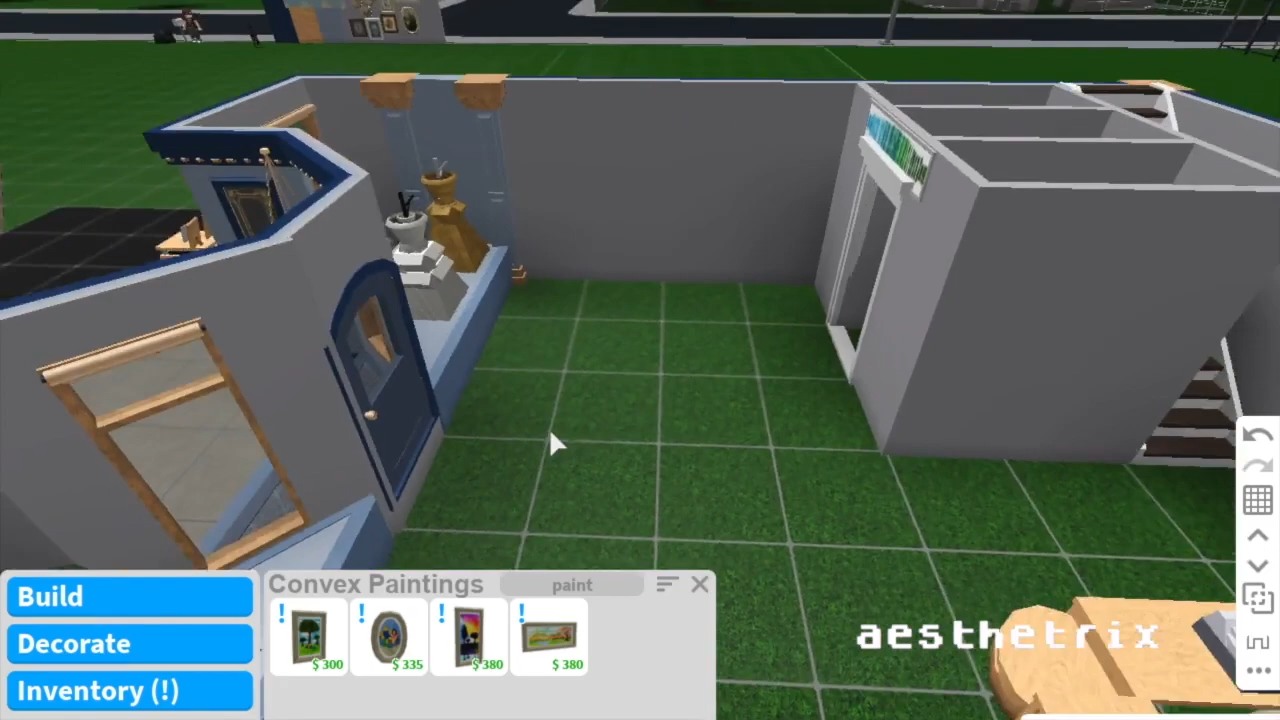 Build
Decorate
Inventory (!)
Convex Paintings
paint
! $300
! $335
! $380
! $380
aesthetrix